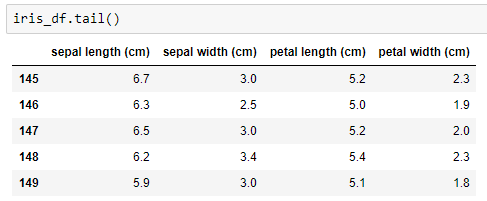 iris_df.tail()
sepal length (cm) sepal width (cm) petal length (cm) petal width (cm)
145 6.7 3.0 5.2 2.3
146 6.3 2.5 5.0 1.9
147 6.5 3.0 5.2 2.0
148 6.2 3.4 5.4 2.3
149 5.9 3.0 5.1 1.8